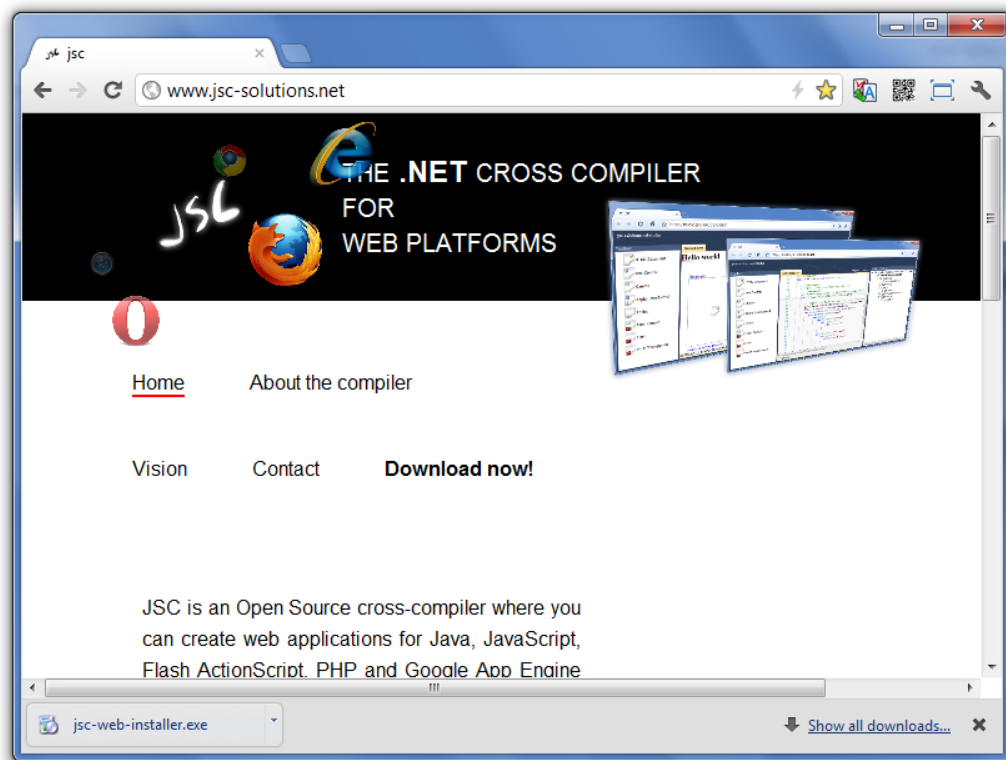 jsc
www.jsc-solutions.net
JSC
THE .NET CROSS COMPILER
FOR
WEB PLATFORMS
Hello world
Home About the compiler
Vision Contact Download now!
JSC is an Open Source cross-compiler where you
can create web applications for Java, JavaScript,
Flash ActionScript, PHP and Google App Engine
jsc-web-installer.exe
Show all downloads...